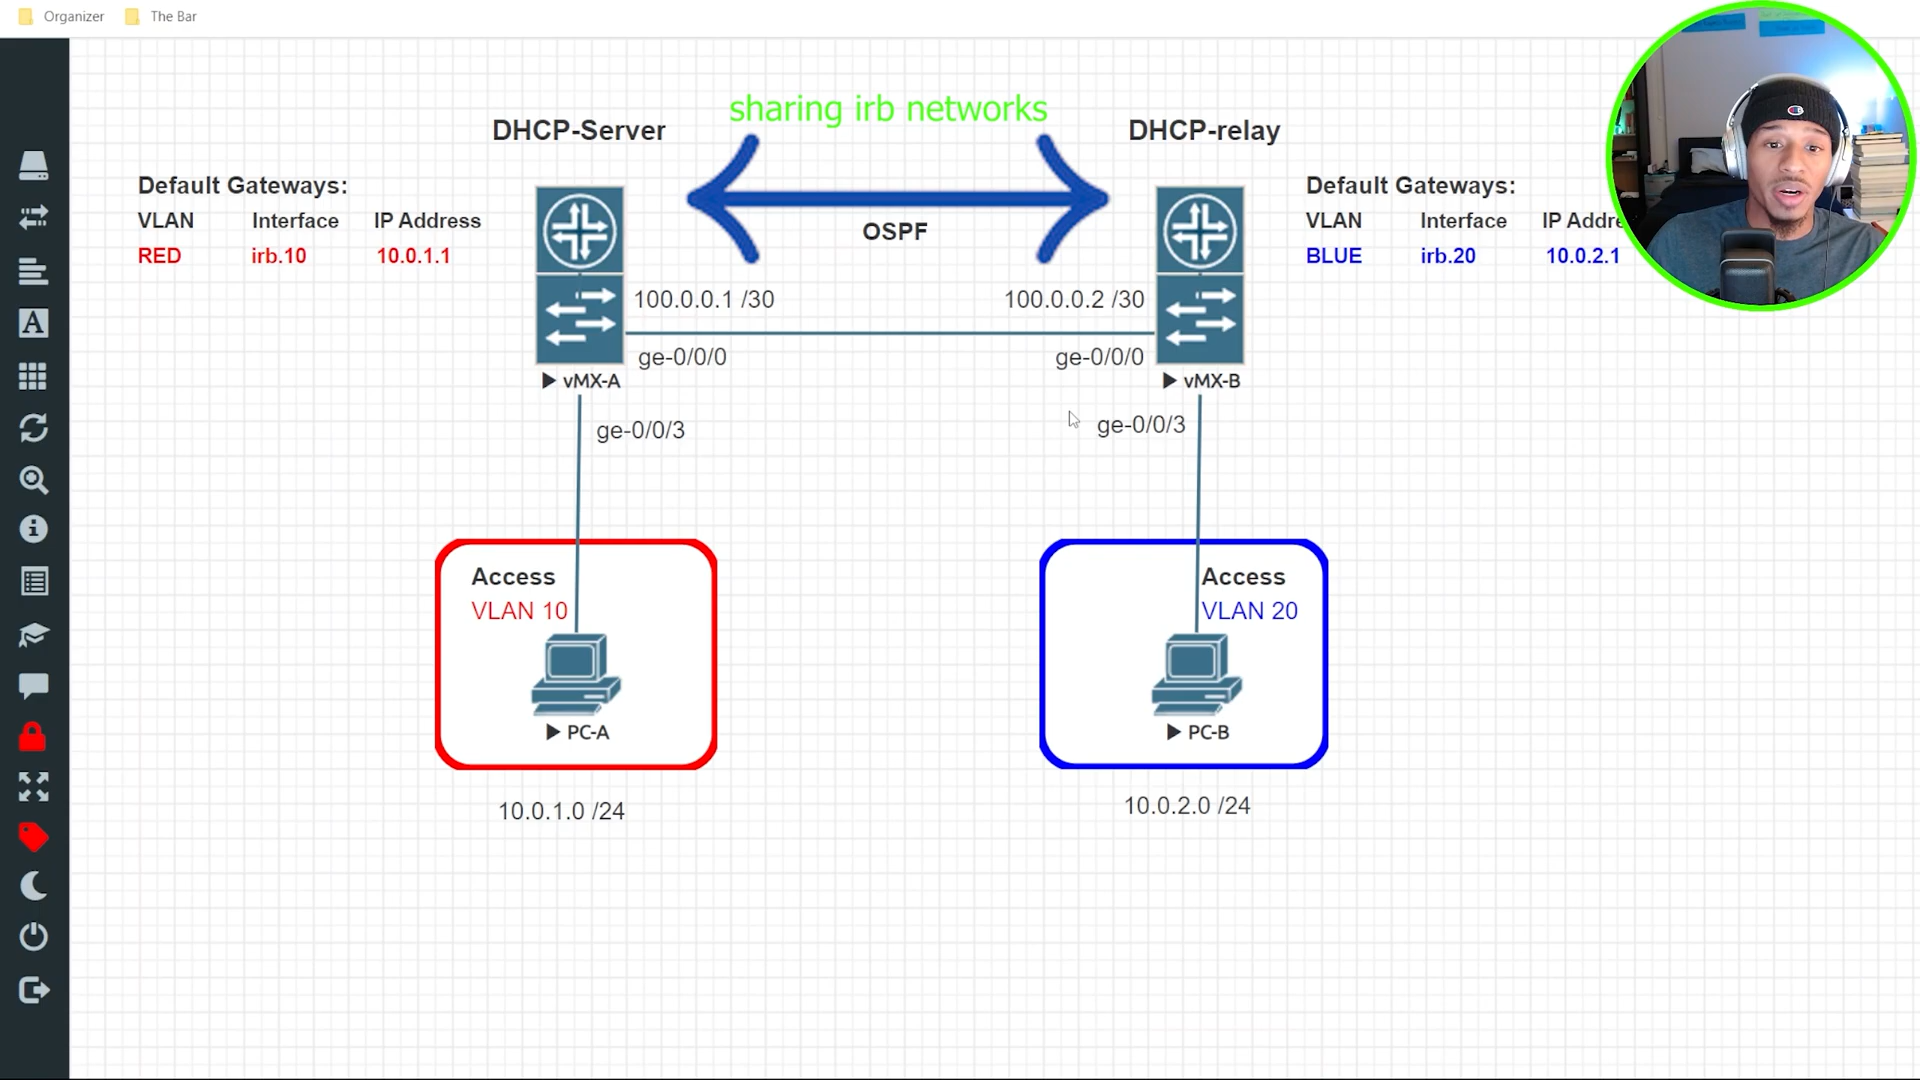 Organizer
The Bar
sharing irb networks
DHCP-Server
DHCP-relay
Default Gateways:
VLAN Interface IP Address
RED irb.10 10.0.1.1
OSPF
Default Gateways:
VLAN Interface IP Addre
BLUE irb.20 10.0.2.1
100.0.0.1 /30
100.0.0.2 /30
ge-0/0/0
ge-0/0/0
vMX-A
vMX-B
ge-0/0/3
ge-0/0/3
Access
VLAN 10
PC-A
10.0.1.0 /24
Access
VLAN 20
PC-B
10.0.2.0 /24